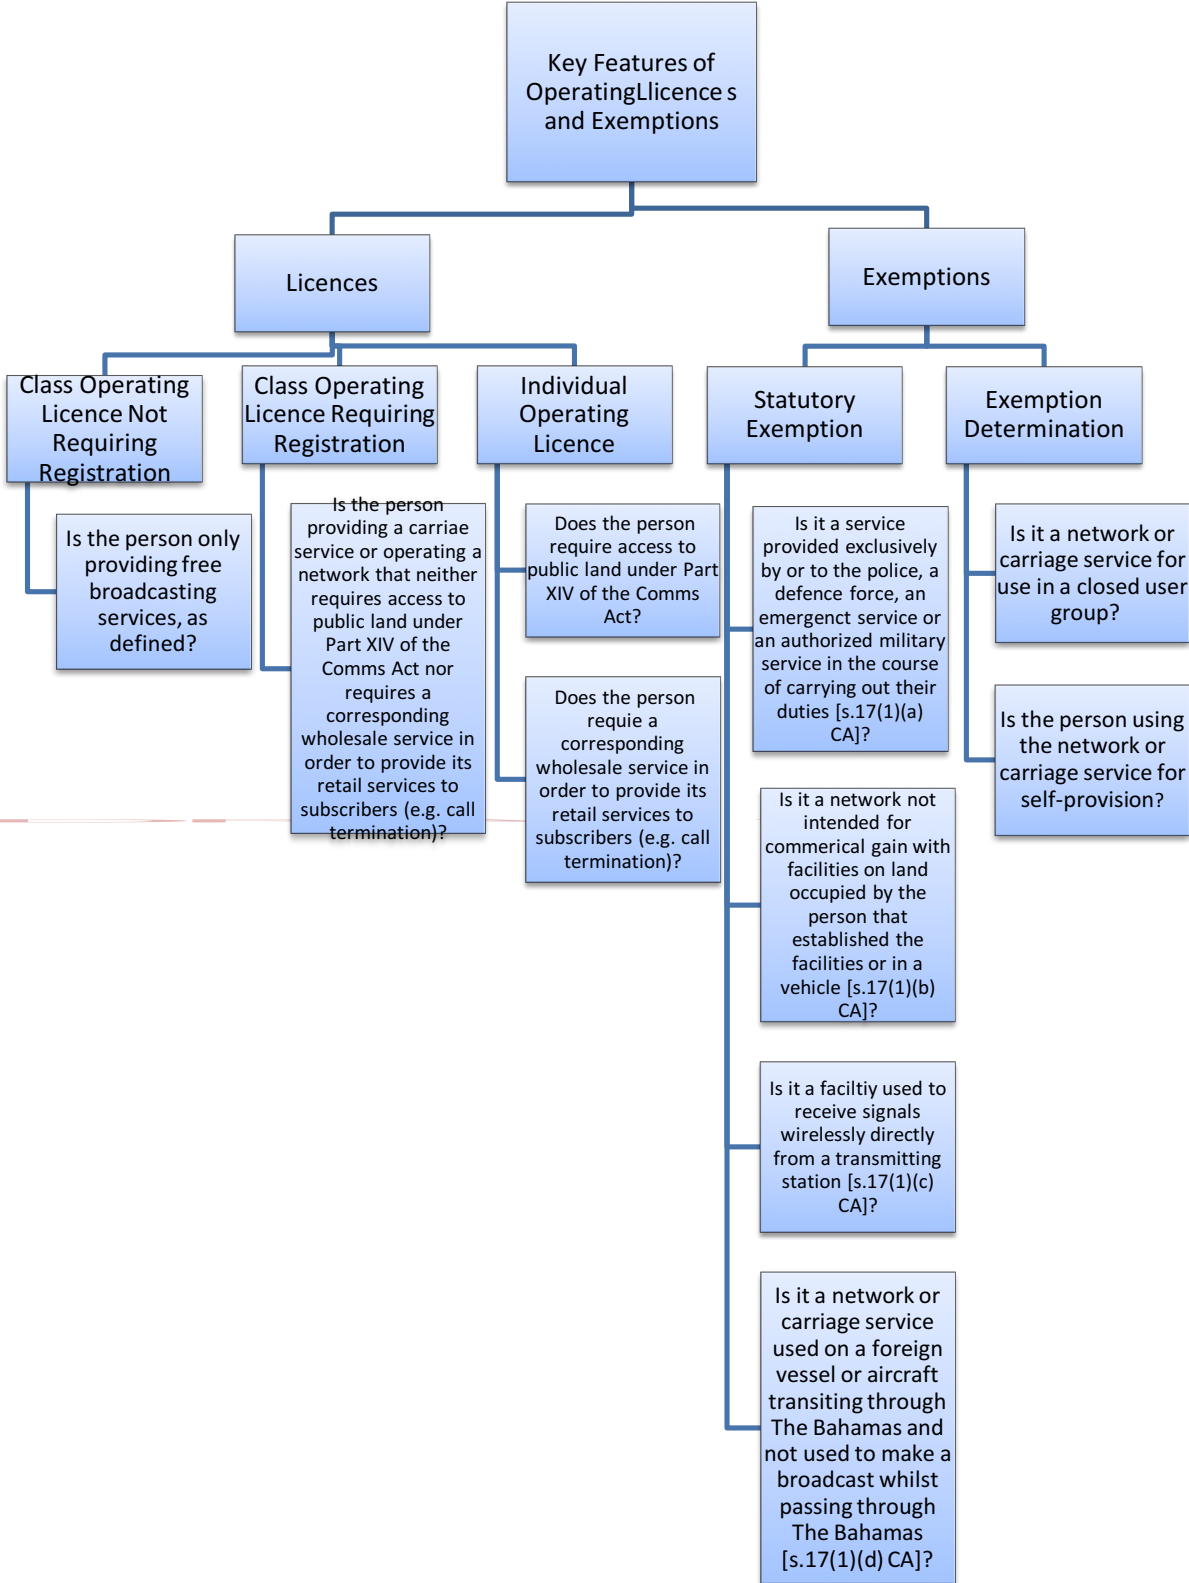 Key Features of
OperatingLlicence s
and Exemptions
Licences
Exemptions
Class Operating
Licence Not
Requiring
Registration
Class Operating
Licence Requiring
Registration
Individual
Operating
Licence
Statutory
Exemption
Exemption
Determination
Is the person only
providing free
broadcasting
services, as
defined?
Is the person
providing a carriae
service or operating a
network that neither
requires access to
public land under
Part XIV of the
Comms Act nor
requires a
corresponding
wholesale service in
order to provide its
retail services to
subscribers (e.g. call
termination)?
Does the person
require access to
public land under Part
XIV of the Comms
Act?
Does the person
requie a
corresponding
wholesale service in
order to provide its
retail services to
subscribers (e.g. call
termination)?
Is it a service
provided exclusively
by or to the police, a
defence force, an
emergenct service or
an authorized military
service in the course
of carrying out their
duties [s.17(1)(a)
CA]?
Is it a network not
intended for
commerical gain with
facilities on land
occupied by the
person that
established the
facilities or in a
vehicle [s.17(1)(b)
CA]?
Is it a faciltiy used to
receive signals
wirelessly directly
from a transmitting
station [s.17(1)(c)
CA]?
Is it a network or
carriage service
used on a foreign
vessel or aircraft
transiting through
The Bahamas and
not used to make a
broadcast whilst
passing through
The Bahamas
[s.17(1)(d) CA]?
Is it a network or
carriage service for
use in a closed user
group?
Is the person using
the network or
carriage service for
self-provision?